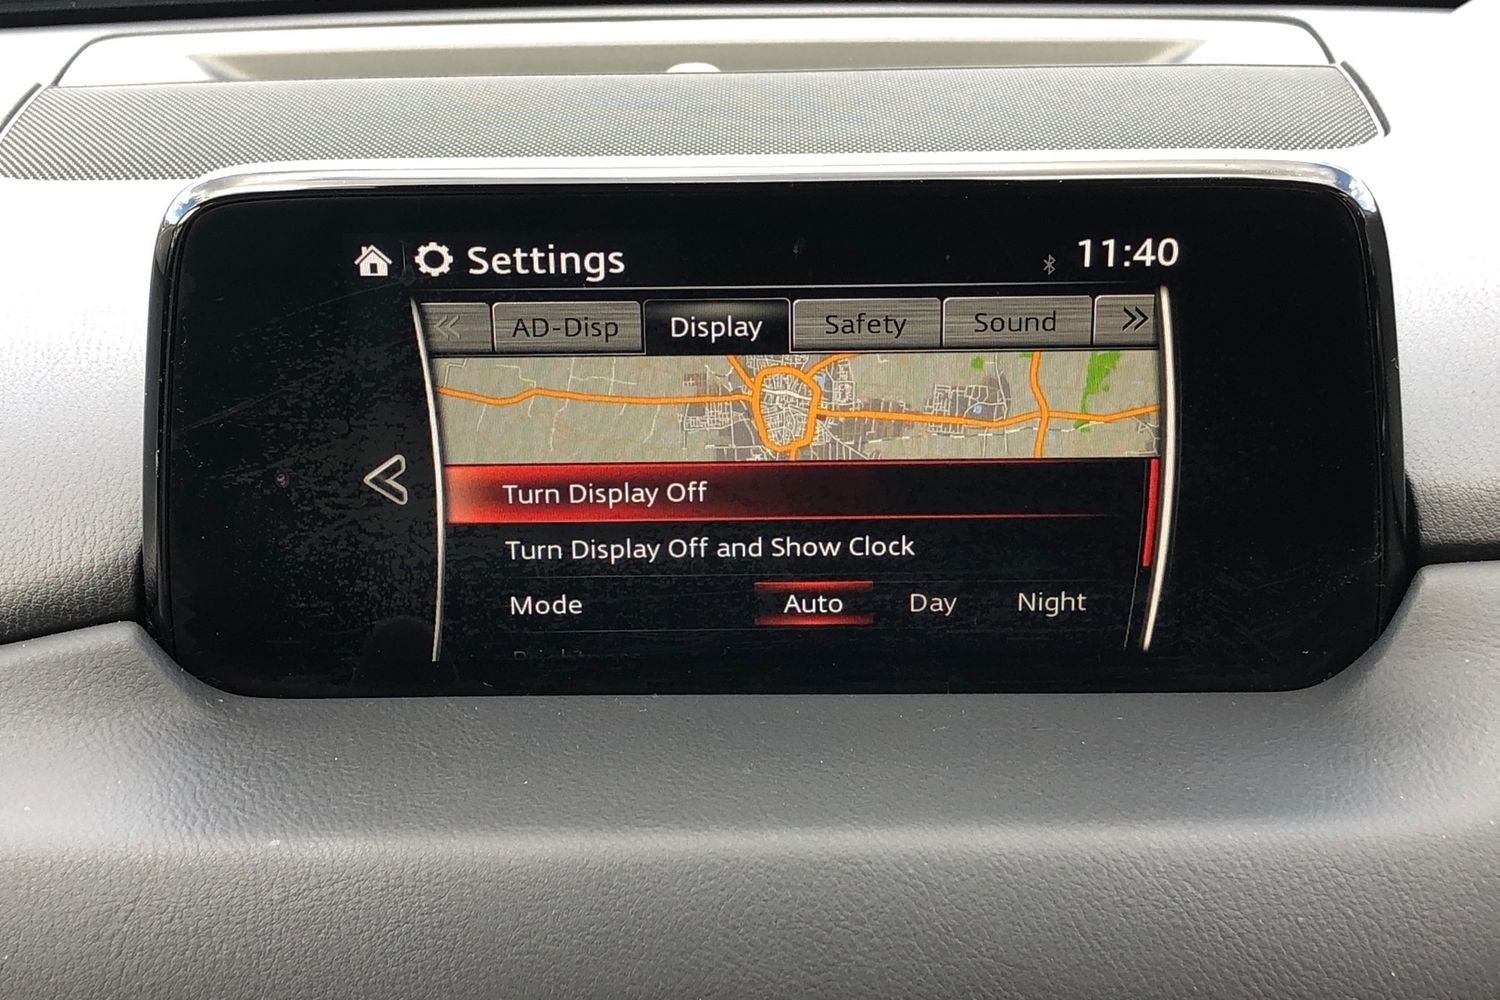 Settings
11:40
AD-Disp Display Safety Sound
Turn Display Off
Turn Display Off and Show Clock
Mode Auto Day Night